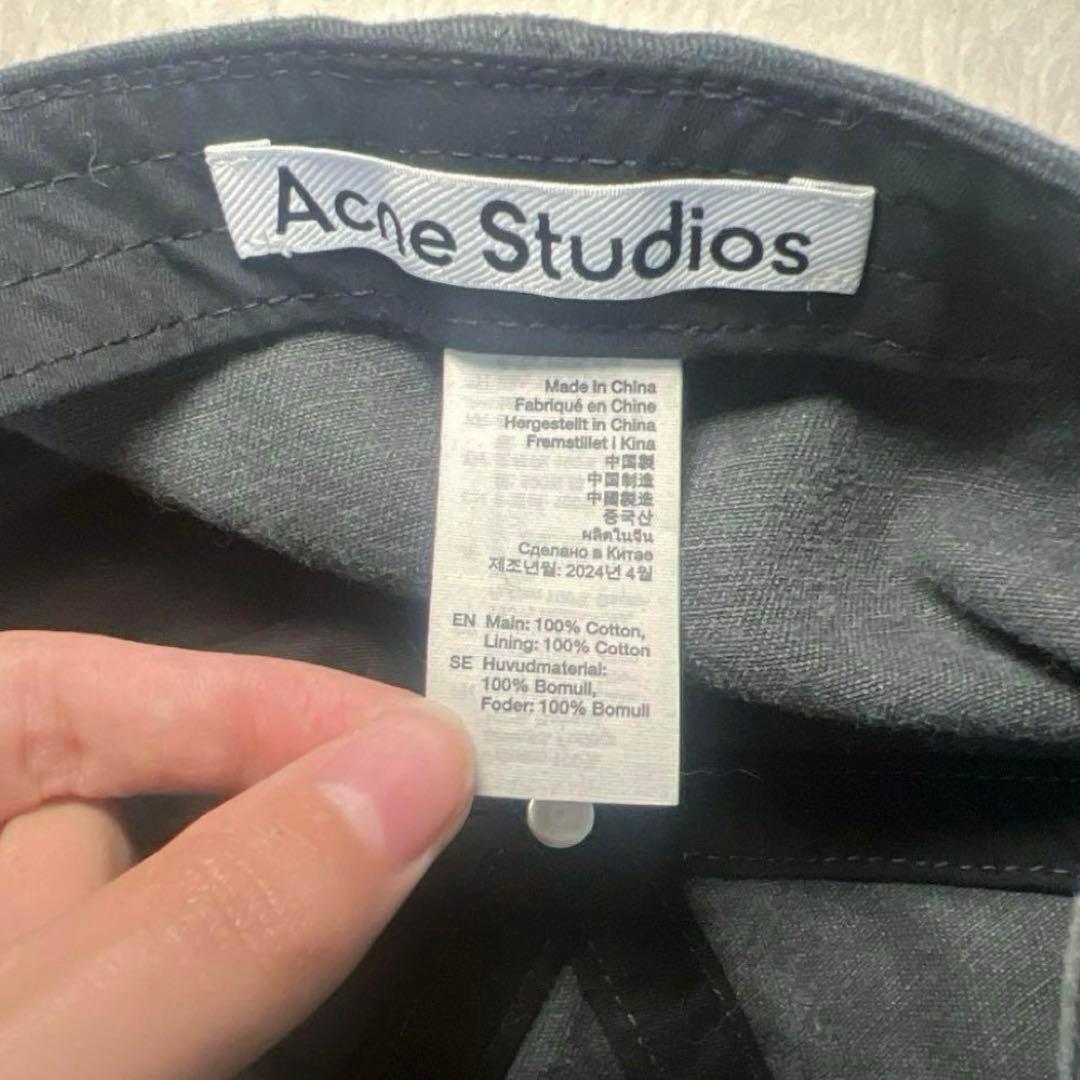 Acne Studios
Made in China
Fabriqué en Chine
Hergestellt in China
Fremstillet i Kina
中国製
中国制造
中國製造
중국산
ผลิตในจีน
Сделано в Китае
제조년월: 2024년 4월
EN Main: 100% Cotton,
Lining: 100% Cotton
SE Huvudmaterial:
100% Bomull,
Foder: 100% Bomull